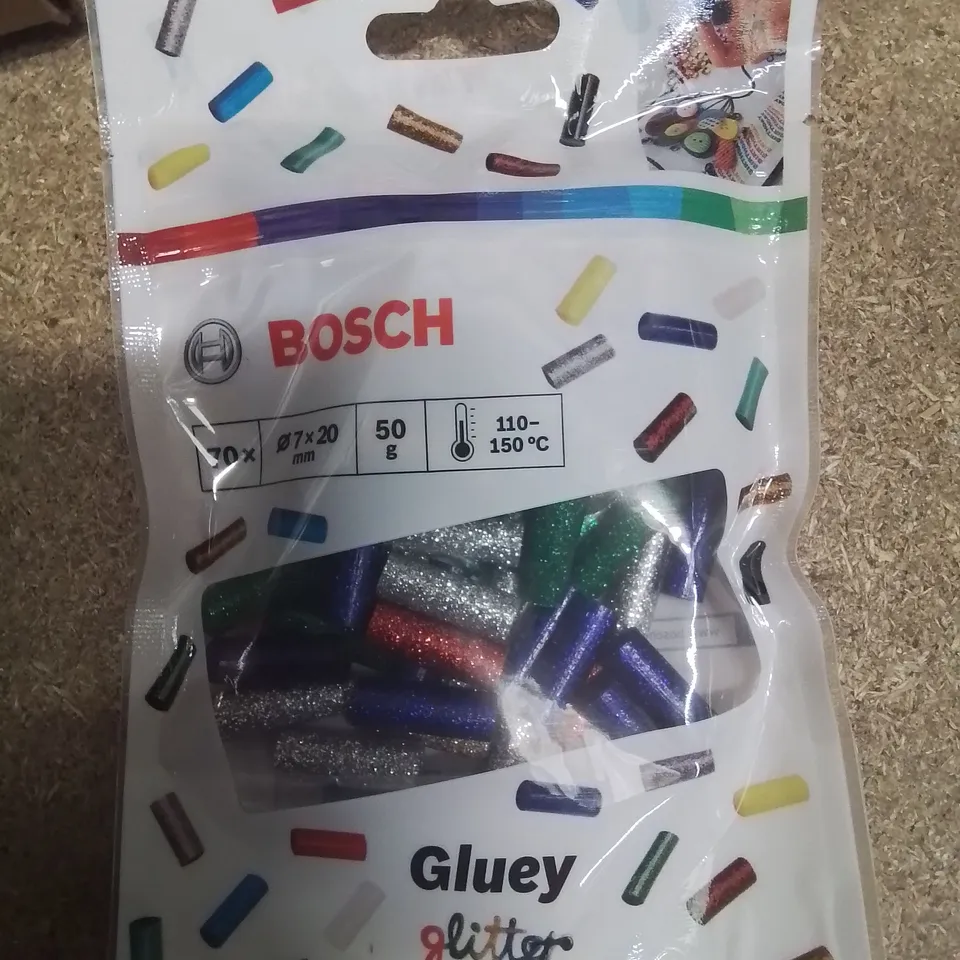 BOSCH
70×
Ø 7×20
mm
50
g
110–
150 °C
Gluey
glitter